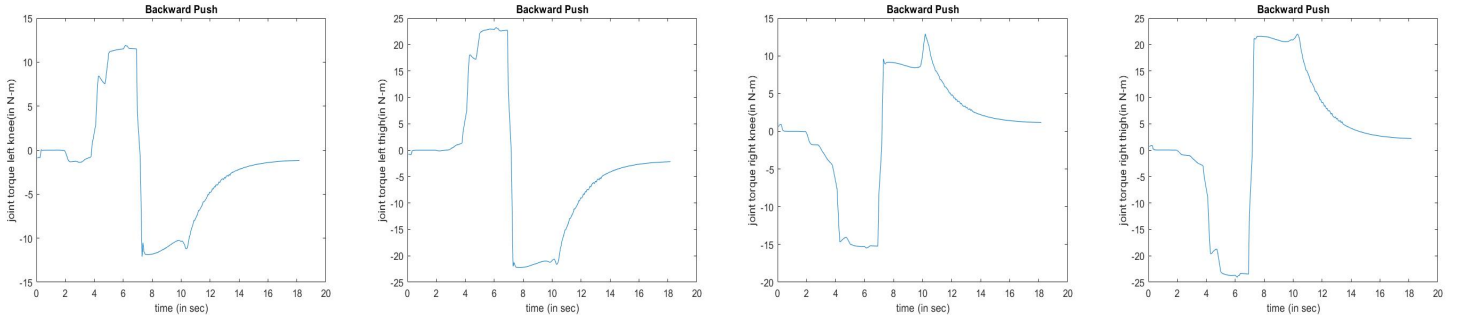 Backward Push
joint torque left knee(in N-m)
15
10
5
0
-5
-10
-15
0 2 4 6 8 10 12 14 16 18 20
time (in sec)
Backward Push
joint torque left thigh(in N-m)
25
20
15
10
5
0
-5
-10
-15
-20
-25
0 2 4 6 8 10 12 14 16 18 20
time (in sec)
Backward Push
joint torque right knee(in N-m)
15
10
5
0
-5
-10
-15
-20
0 2 4 6 8 10 12 14 16 18 20
time (in sec)
Backward Push
joint torque right thigh(in N-m)
25
20
15
10
5
0
-5
-10
-15
-20
-25
0 2 4 6 8 10 12 14 16 18 20
time (in sec)